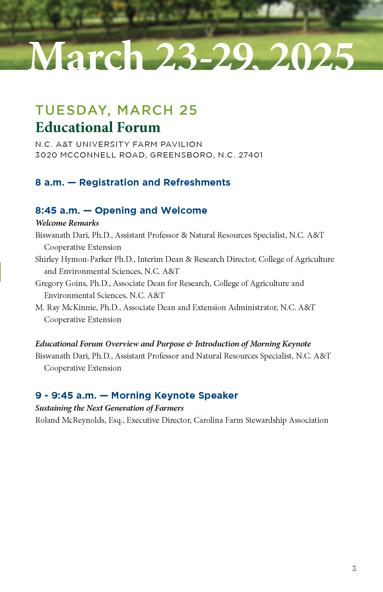 March 23-29, 2025
TUESDAY, MARCH 25
Educational Forum
N.C. A&T UNIVERSITY FARM PAVILION
3020 MCCONNELL ROAD, GREENSBORO, N.C. 27401
8 a.m. — Registration and Refreshments
8:45 a.m. — Opening and Welcome
Welcome Remarks
Biswanath Dari, Ph.D., Assistant Professor & Natural Resources Specialist, N.C. A&T
Cooperative Extension
Shirley Hymon-Parker Ph.D., Interim Dean & Research Director, College of Agriculture
and Environmental Sciences, N.C. A&T
Gregory Goins, Ph.D., Associate Dean for Research, College of Agriculture and
Environmental Sciences, N.C. A&T
M. Ray McKinnie, Ph.D., Associate Dean and Extension Administrator, N.C. A&T
Cooperative Extension
Educational Forum Overview and Purpose & Introduction of Morning Keynote
Biswanath Dari, Ph.D., Assistant Professor and Natural Resources Specialist, N.C. A&T
Cooperative Extension
9 - 9:45 a.m. — Morning Keynote Speaker
Sustaining the Next Generation of Farmers
Roland McReynolds, Esq., Executive Director, Carolina Farm Stewardship Association
3